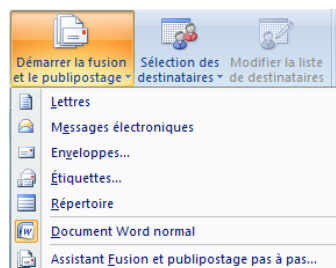 Démarrer la fusion Sélection des Modifier la liste
et le publipostage destinataires de destinataires
Lettres
Messages électroniques
Enveloppes...
Étiquettes...
Répertoire
Document Word normal
Assistant Fusion et publipostage pas à pas...